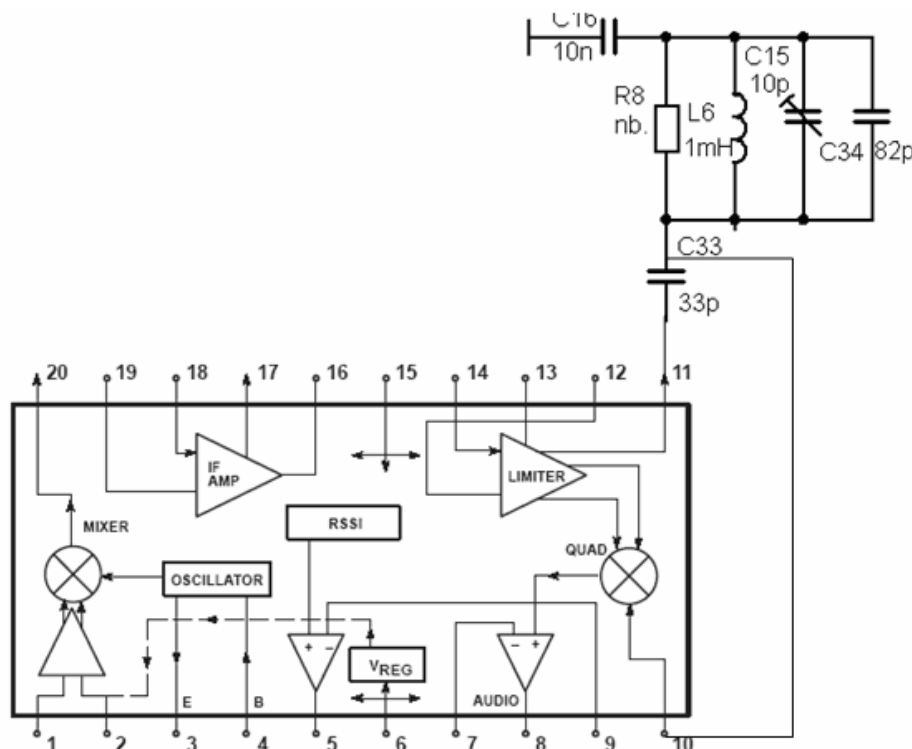 C16
10n
C15
10p
R8
nb.
L6
1mH
C34
82p
C33
33p
20 19 18 17 16 15 14 13 12 11
IF
AMP
LIMITER
MIXER
RSSI
QUAD
OSCILLATOR
+ −
VREG
− +
E B
AUDIO
1 2 3 4 5 6 7 8 9 10